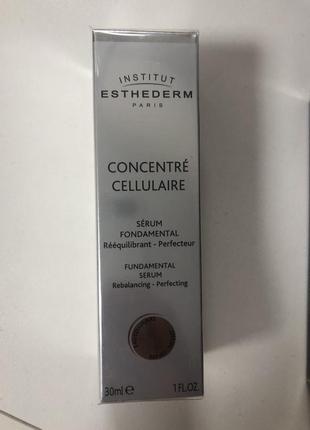 INSTITUT
ESTHEDERM
PARIS
CONCENTRÉ
CELLULAIRE
SÉRUM
FONDAMENTAL
Rééquilibrant - Perfecteur
FUNDAMENTAL
SERUM
Rebalancing - Perfecting
30ml e 1 FL.OZ.